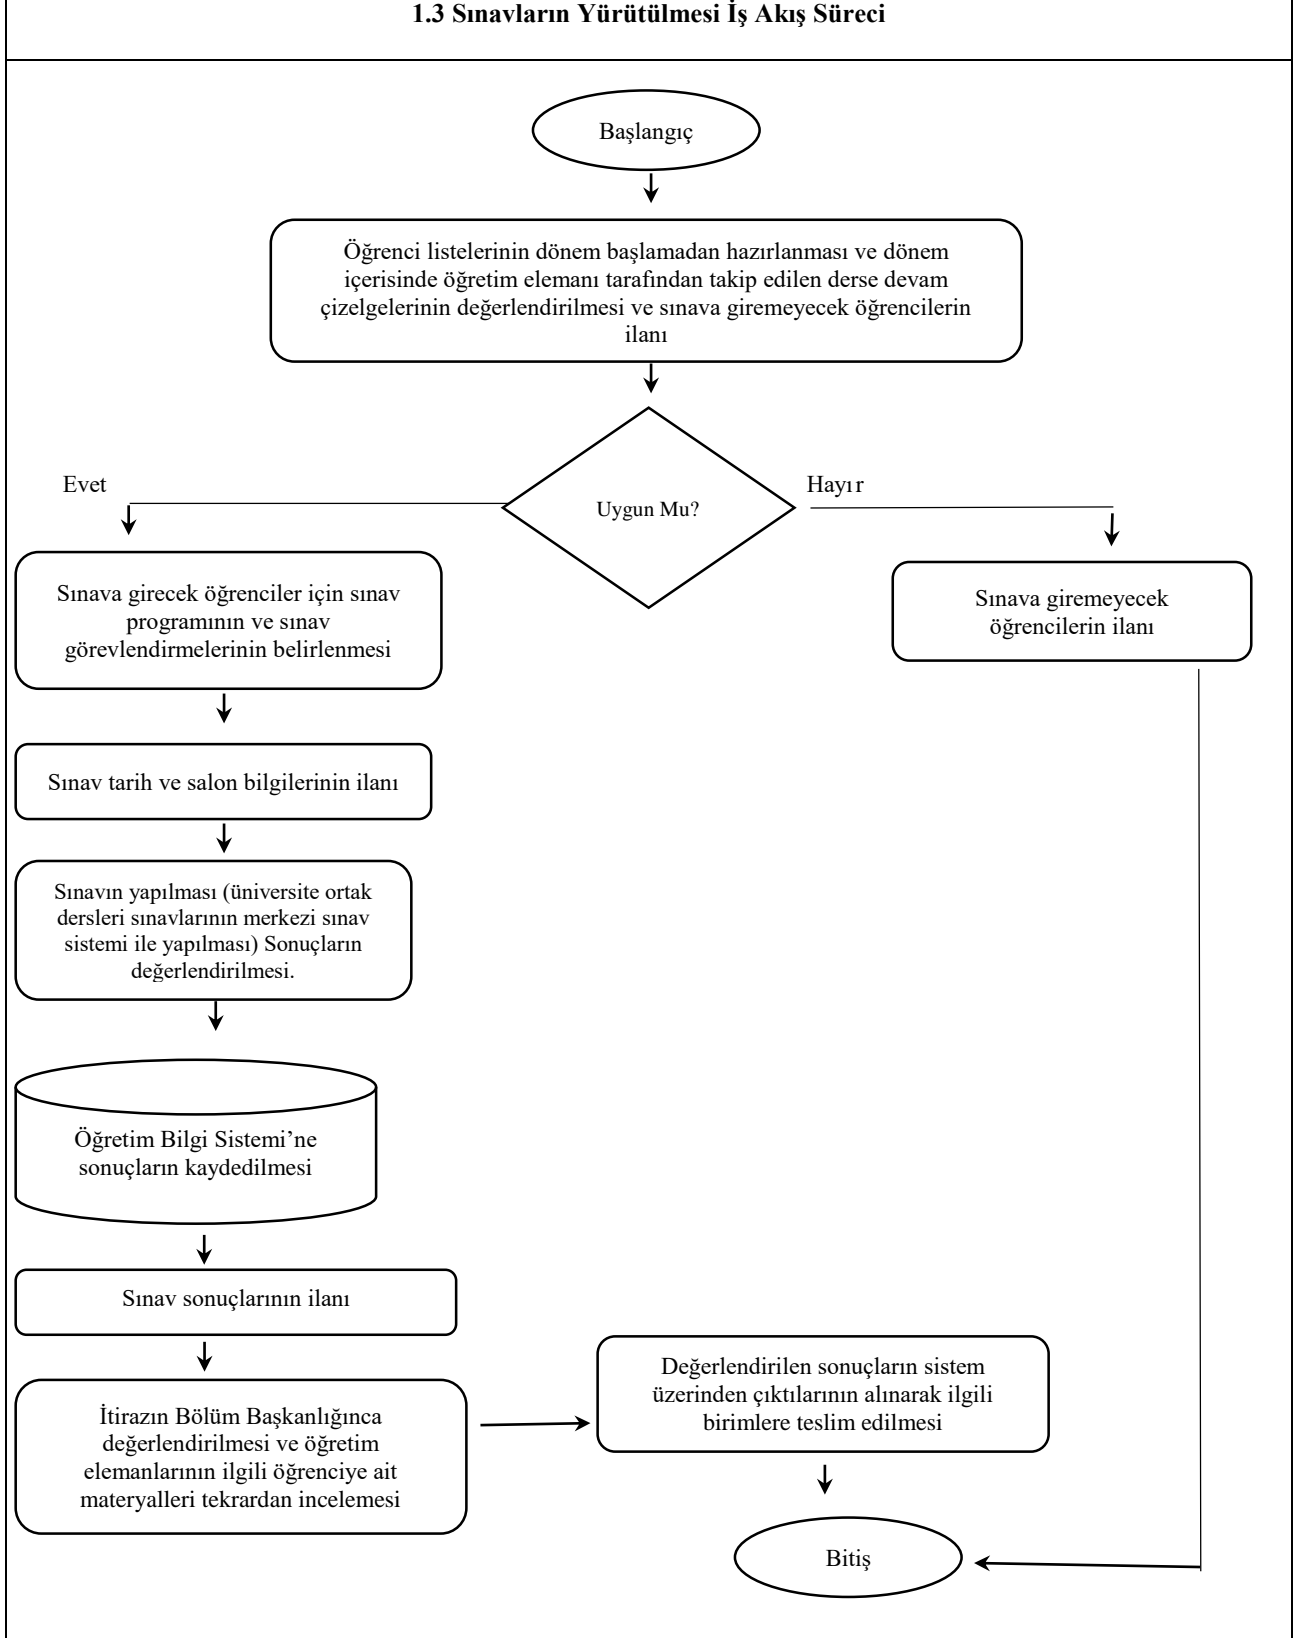 1.3 Sınavların Yürütülmesi İş Akış Süreci
Başlangıç
Öğrenci listelerinin dönem başlamadan hazırlanması ve dönem
içerisinde öğretim elemanı tarafından takip edilen derse devam
çizelgelerinin değerlendirilmesi ve sınava giremeyecek öğrencilerin
ilanı
Evet
Uygun Mu?
Hayır
Sınava girecek öğrenciler için sınav
programının ve sınav
görevlendirmelerinin belirlenmesi
Sınava giremeyecek
öğrencilerin ilanı
Sınav tarih ve salon bilgilerinin ilanı
Sınavın yapılması (üniversite ortak
dersleri sınavlarının merkezi sınav
sistemi ile yapılması) Sonuçların
değerlendirilmesi.
Öğretim Bilgi Sistemi’ne
sonuçların kaydedilmesi
Sınav sonuçlarının ilanı
İtirazın Bölüm Başkanlığınca
değerlendirilmesi ve öğretim
elemanlarının ilgili öğrenciye ait
materyalleri tekrardan incelemesi
Değerlendirilen sonuçların sistem
üzerinden çıktılarının alınarak ilgili
birimlere teslim edilmesi
Bitiş